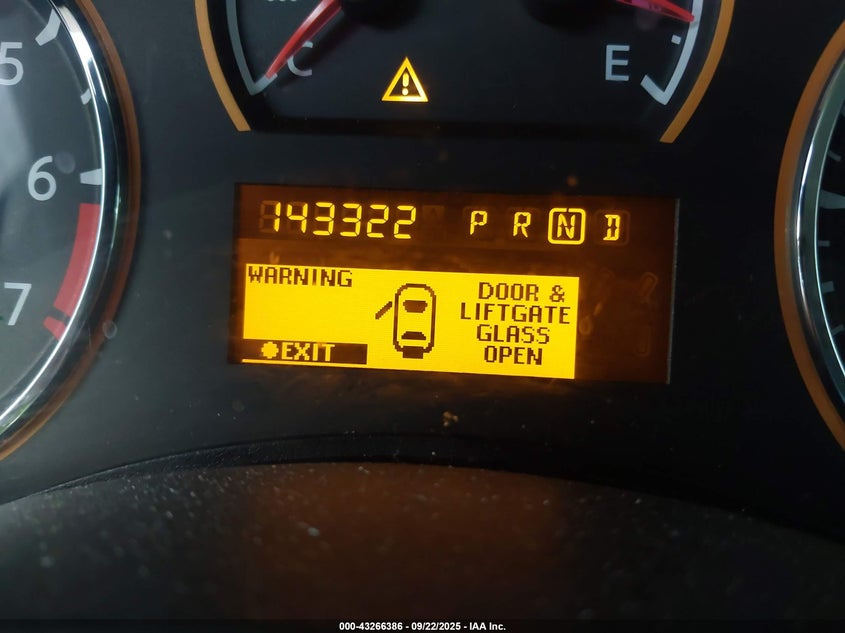 5
6
7
C
E
143322 P R N D
WARNING
DOOR &
LIFTGATE
GLASS
OPEN
EXIT
000-43266386 - 09/22/2025 - IAA Inc.